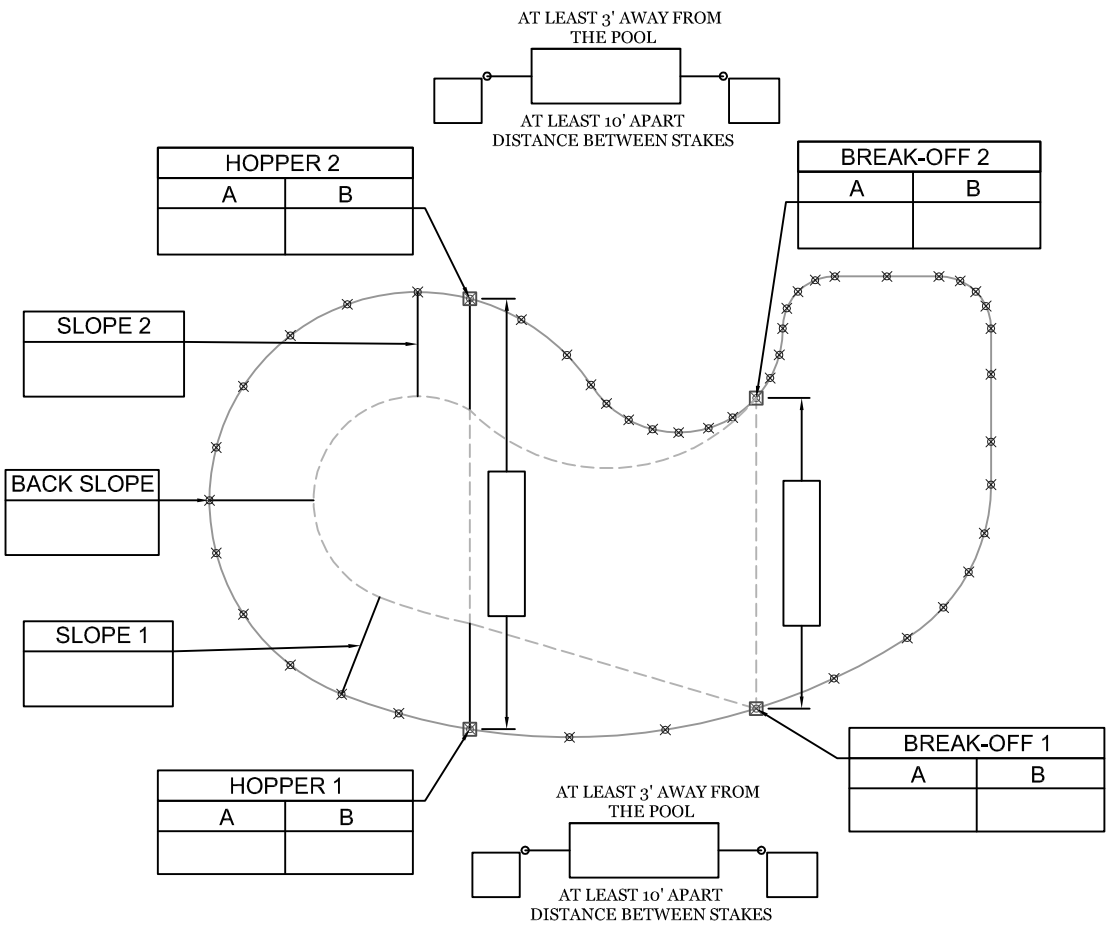 AT LEAST 3' AWAY FROM
THE POOL
AT LEAST 10' APART
DISTANCE BETWEEN STAKES
HOPPER 2
A B
BREAK-OFF 2
A B
SLOPE 2
BACK SLOPE
SLOPE 1
HOPPER 1
A B
BREAK-OFF 1
A B
AT LEAST 3' AWAY FROM
THE POOL
AT LEAST 10' APART
DISTANCE BETWEEN STAKES